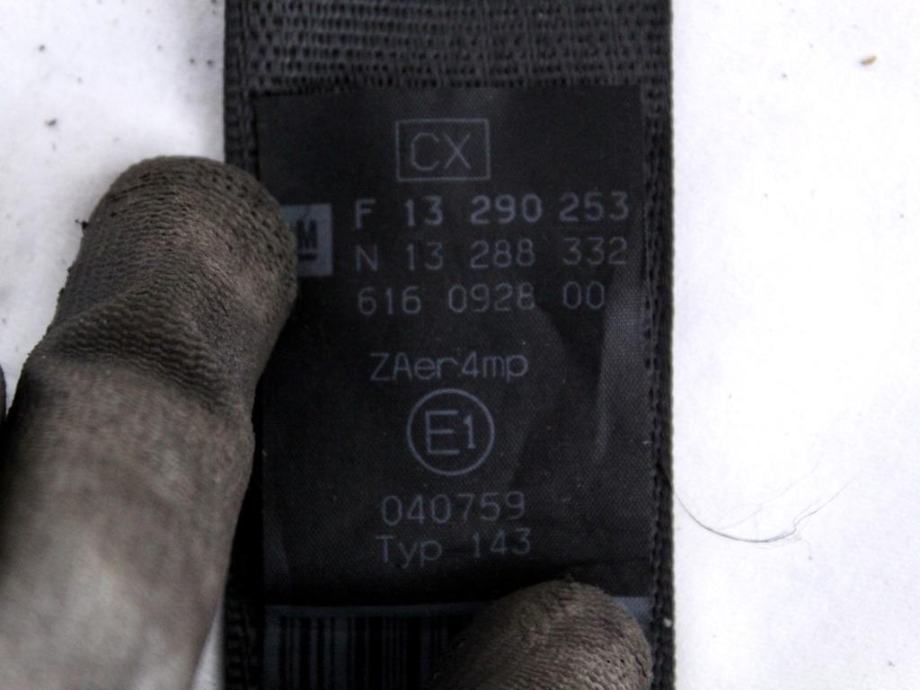 CX
F 13 290 253
N 13 288 332
616 0928 00
ZAer4mp
E1
040759
Typ 143